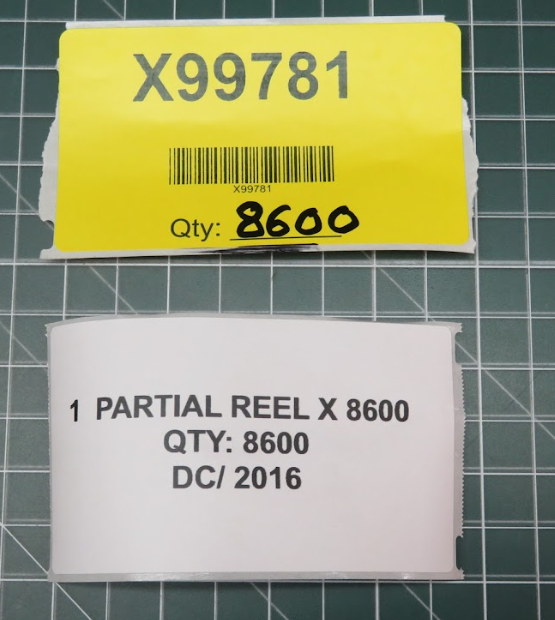 X99781
X99781
Qty: 8600
1 PARTIAL REEL X 8600
QTY: 8600
DC/ 2016